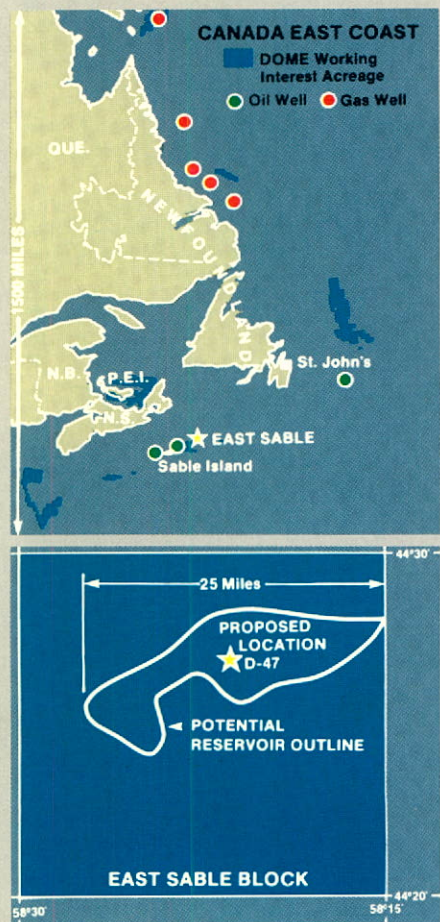 CANADA EAST COAST
DOME Working
Interest Acreage
Oil Well
Gas Well
QUE.
NEWFOUNDLAND
1500 MILES
St. John's
N.B.
P.E.I.
N.S.
EAST SABLE
Sable Island
44°30'
25 Miles
PROPOSED
LOCATION
D-47
POTENTIAL
RESERVOIR OUTLINE
EAST SABLE BLOCK
58°30'
58°15'
44°20'